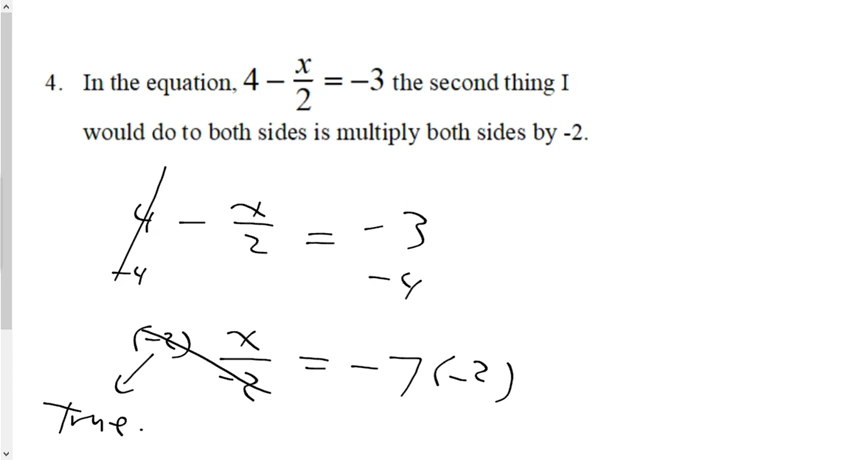 4. In the equation, 4 − x/2 = −3 the second thing I
would do to both sides is multiply both sides by -2.
4 − x/2 = −3
−4 −4
(−2) x/−2 = −7(−2)
True.